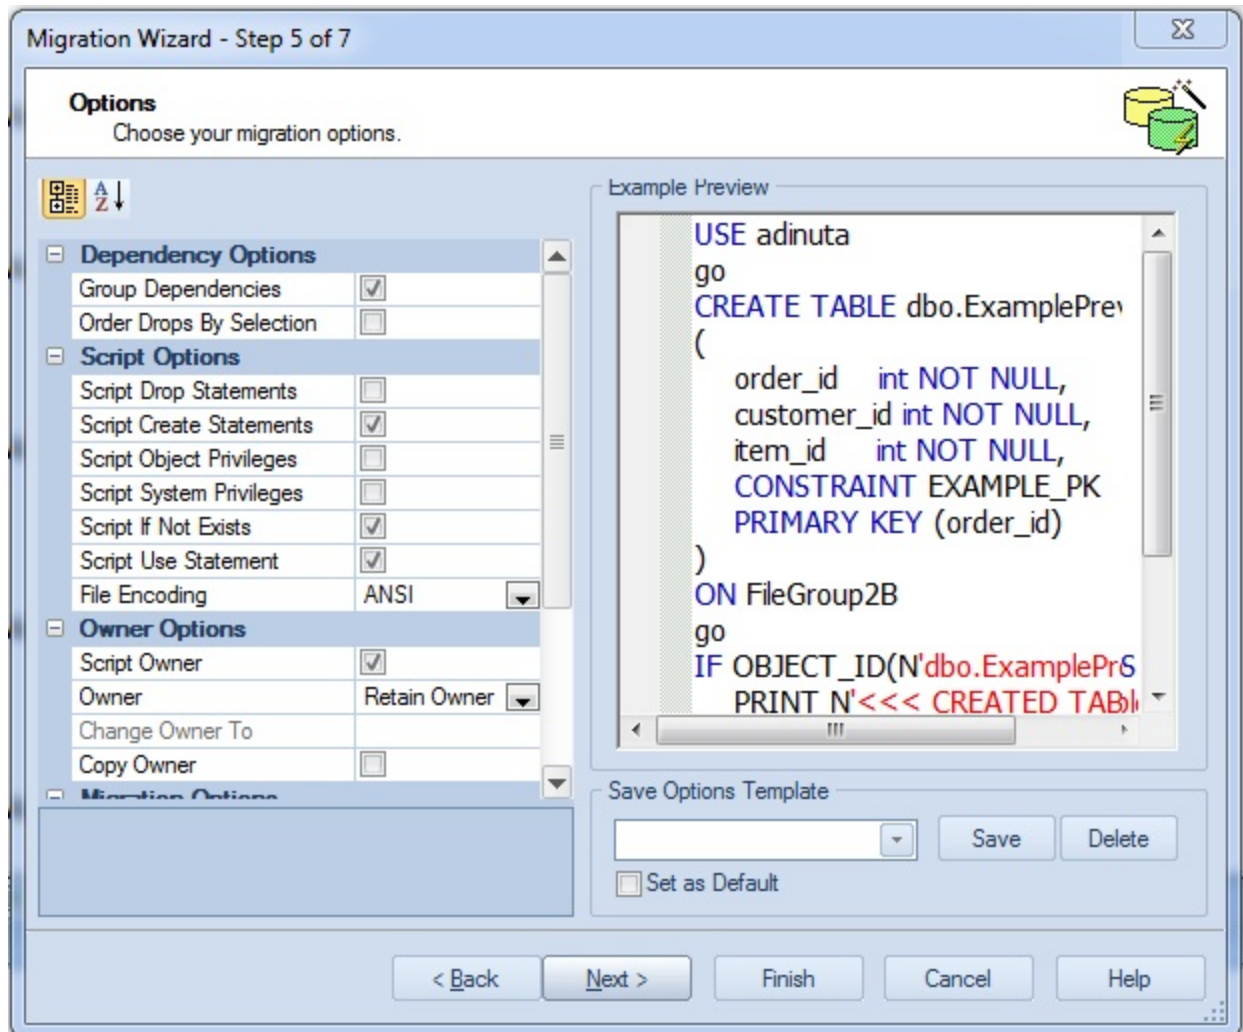 Migration Wizard - Step 5 of 7
Options
Choose your migration options.
Example Preview
Dependency Options
Group Dependencies
Order Drops By Selection
Script Options
Script Drop Statements
Script Create Statements
Script Object Privileges
Script System Privileges
Script If Not Exists
Script Use Statement
File Encoding ANSI
Owner Options
Script Owner
Owner Retain Owner
Change Owner To
Copy Owner
Migration Options
USE adinuta
go
CREATE TABLE dbo.ExamplePrev
(
order_id int NOT NULL,
customer_id int NOT NULL,
item_id int NOT NULL,
CONSTRAINT EXAMPLE_PK
PRIMARY KEY (order_id)
)
ON FileGroup2B
go
IF OBJECT_ID(N'dbo.ExamplePr
PRINT N'<<< CREATED TAB
Save Options Template
Save Delete
Set as Default
< Back Next > Finish Cancel Help